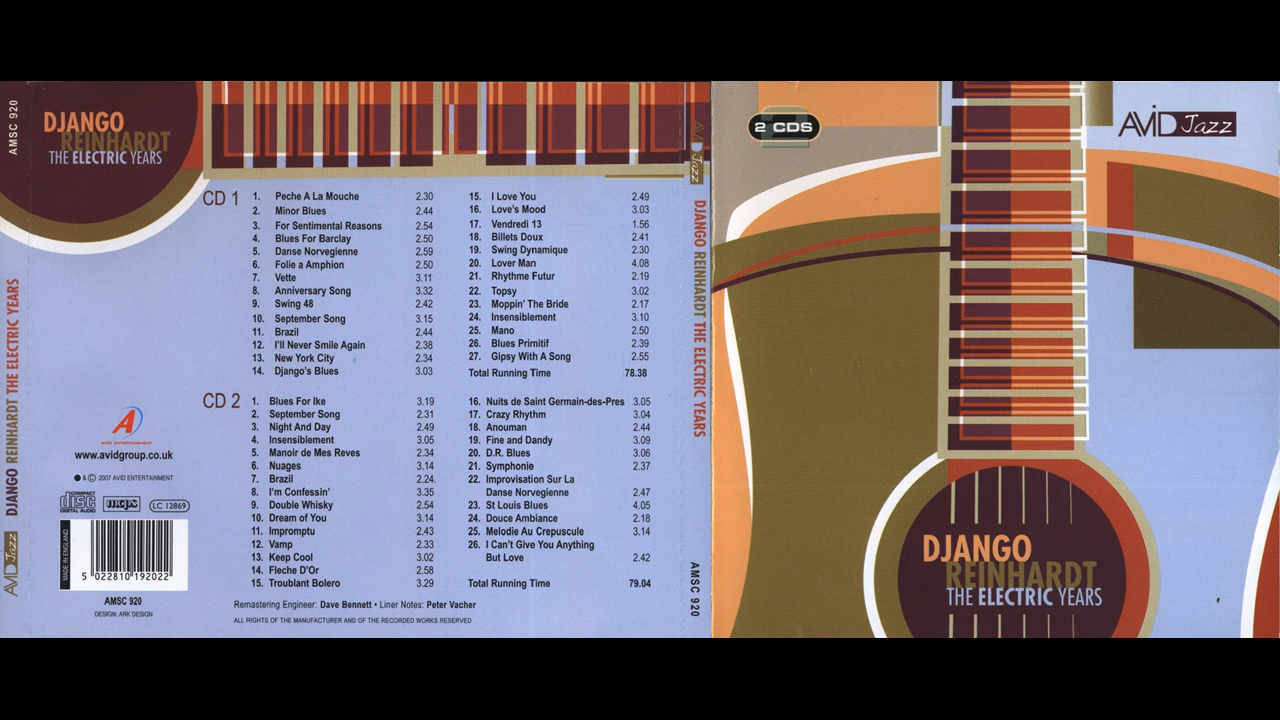 AMSC 920
DJANGO
REINHARDT
THE ELECTRIC YEARS
CD 1
1. Peche A La Mouche 2.30
2. Minor Blues 2.44
3. For Sentimental Reasons 2.54
4. Blues For Barclay 2.50
5. Danse Norvegienne 2.59
6. Folie a Amphion 2.50
7. Vette 3.11
8. Anniversary Song 3.32
9. Swing 48 2.42
10. September Song 3.15
11. Brazil 2.44
12. I'll Never Smile Again 2.38
13. New York City 2.34
14. Django's Blues 3.03
15. I Love You 2.49
16. Love's Mood 3.03
17. Vendredi 13 1.56
18. Billets Doux 2.41
19. Swing Dynamique 2.30
20. Lover Man 4.08
21. Rhythme Futur 2.19
22. Topsy 3.02
23. Moppin' The Bride 2.17
24. Insensiblement 3.10
25. Mano 2.50
26. Blues Primitif 2.39
27. Gipsy With A Song 2.55
Total Running Time 78.38
CD 2
1. Blues For Ike 3.19
2. September Song 2.31
3. Night And Day 2.49
4. Insensiblement 3.05
5. Manoir de Mes Reves 2.34
6. Nuages 3.14
7. Brazil 2.24.
8. I'm Confessin' 3.35
9. Double Whisky 2.54
10. Dream of You 3.14
11. Impromptu 2.43
12. Vamp 2.33
13. Keep Cool 3.02
14. Fleche D'Or 2.58
15. Troublant Bolero 3.29
16. Nuits de Saint Germain-des-Pres 3.05
17. Crazy Rhythm 3.04
18. Anouman 2.44
19. Fine and Dandy 3.09
20. D.R. Blues 3.06
21. Symphonie 2.37
22. Improvisation Sur La
Danse Norvegienne 2.47
23. St Louis Blues 4.05
24. Douce Ambiance 2.18
25. Melodie Au Crepuscule 3.14
26. I Can't Give You Anything
But Love 2.42
Total Running Time 79.04
Remastering Engineer: Dave Bennett • Liner Notes: Peter Vacher
ALL RIGHTS OF THE MANUFACTURER AND OF THE RECORDED WORKS RESERVED
A
AVID ENTERTAINMENT
www.avidgroup.co.uk
℗ & © 2007 AVID ENTERTAINMENT
COMPACT
disc
DIGITAL AUDIO
mcps
LC 12869
MADE IN ENGLAND
5 022810 192022
AMSC 920
DESIGN: ARK DESIGN
DJANGO REINHARDT THE ELECTRIC YEARS
AVID Jazz
AVID Jazz
DJANGO REINHARDT THE ELECTRIC YEARS
AMSC 920
2 CDS
AVID Jazz
DJANGO
REINHARDT
THE ELECTRIC YEARS